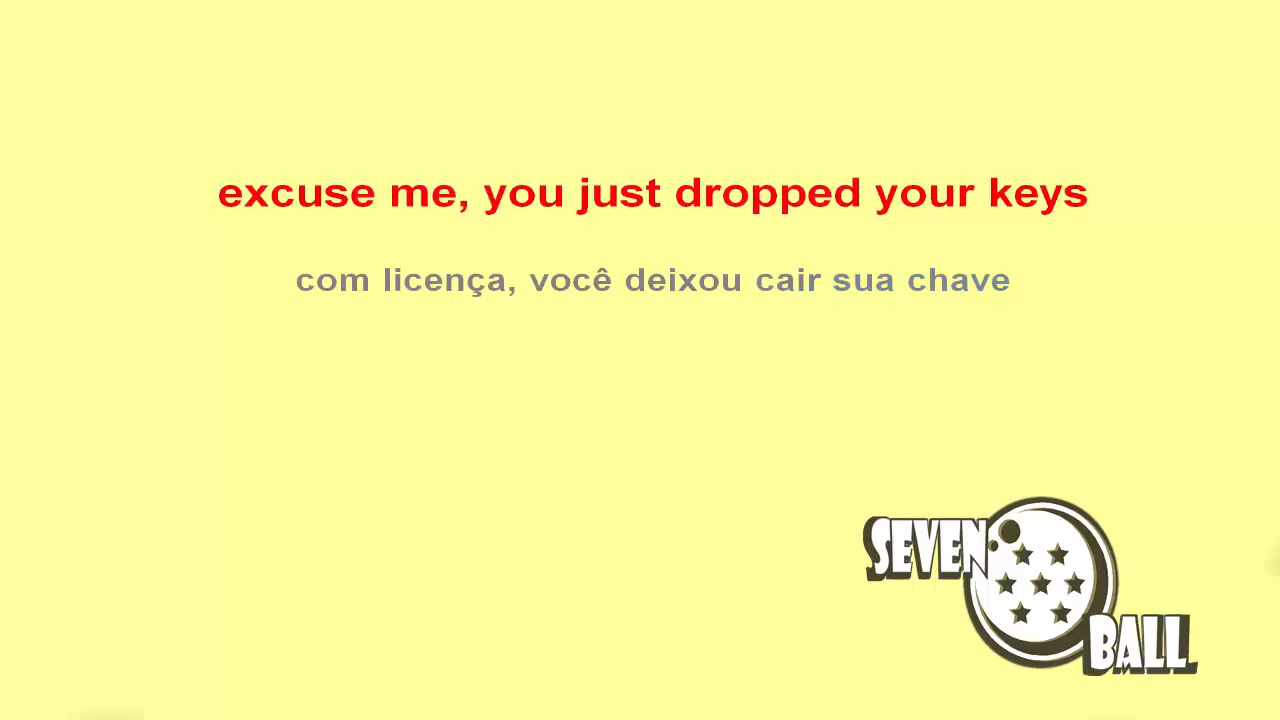 excuse me, you just dropped your keys
com licença, você deixou cair sua chave
SEVEN
BALL